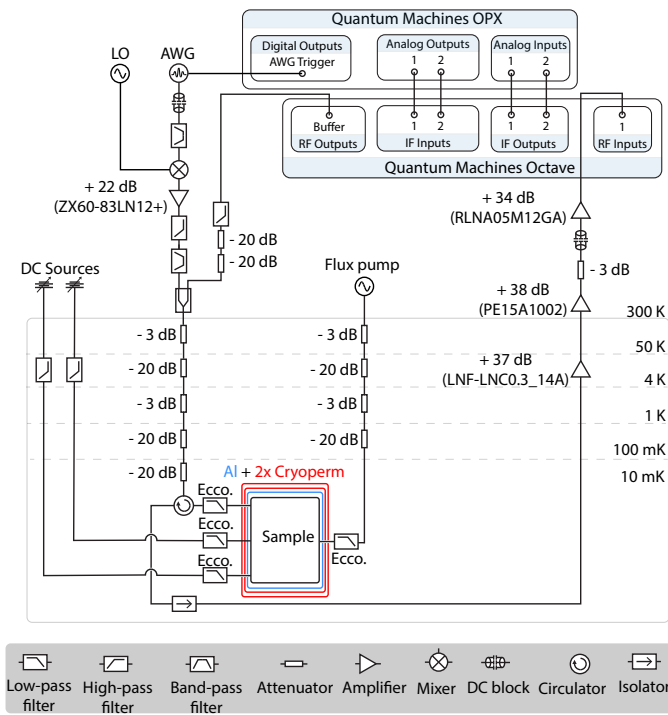 Quantum Machines OPX
Digital Outputs
AWG Trigger
Analog Outputs
1 2
Analog Inputs
1 2
LO
AWG
Buffer
RF Outputs
1 2
IF Inputs
1 2
IF Outputs
1
RF Inputs
Quantum Machines Octave
+ 22 dB
(ZX60-83LN12+)
+ 34 dB
(RLNA05M12GA)
- 20 dB
- 20 dB
- 3 dB
DC Sources
Flux pump
+ 38 dB
(PE15A1002)
300 K
- 3 dB
- 3 dB
50 K
- 20 dB
- 20 dB
+ 37 dB
(LNF-LNC0.3_14A)
4 K
- 3 dB
- 3 dB
1 K
- 20 dB
- 20 dB
100 mK
- 20 dB
Al + 2x Cryoperm
10 mK
Ecco.
Ecco.
Sample
Ecco.
Ecco.
Low-pass
filter
High-pass
filter
Band-pass
filter
Attenuator
Amplifier
Mixer
DC block
Circulator
Isolator